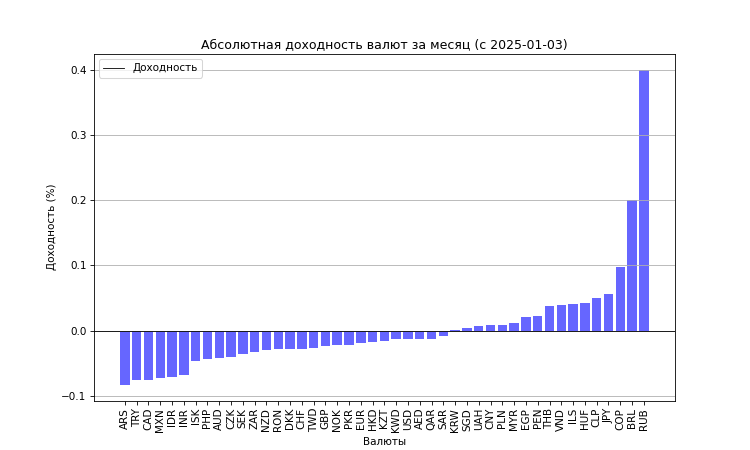 Абсолютная доходность валют за месяц (с 2025-01-03)
Доходность
Доходность (%)
0.4
0.3
0.2
0.1
0.0
−0.1
ARS TRY CAD MXN IDR INR ISK PHP AUD CZK SEK ZAR NZD RON DKK CHF TWD GBP NOK PKR EUR HKD KZT KWD USD AED QAR SAR KRW SGD UAH CNY PLN MYR EGP PEN THB VND ILS HUF CLP JPY COP BRL RUB
Валюты